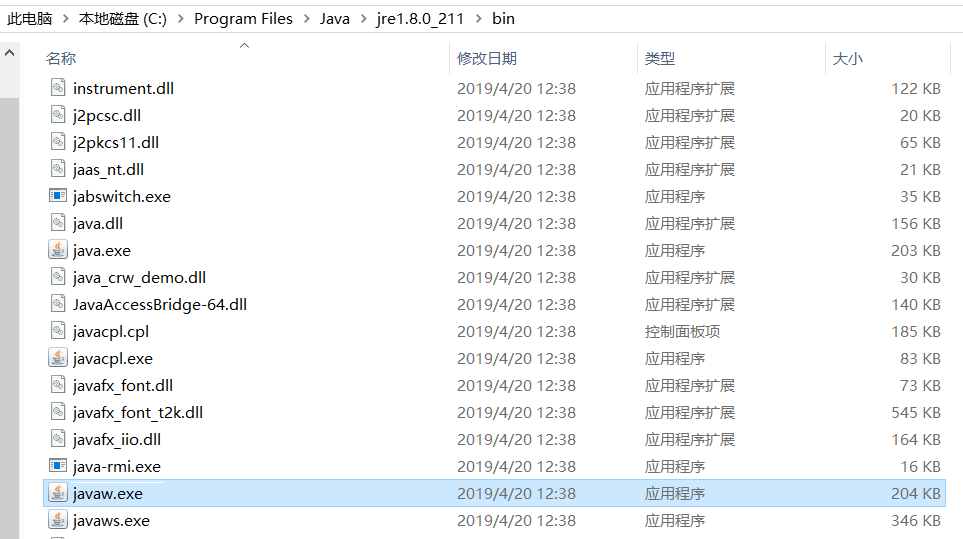 此电脑 > 本地磁盘 (C:) > Program Files > Java > jre1.8.0_211 > bin
名称 修改日期 类型 大小
instrument.dll 2019/4/20 12:38 应用程序扩展 122 KB
j2pcsc.dll 2019/4/20 12:38 应用程序扩展 20 KB
j2pkcs11.dll 2019/4/20 12:38 应用程序扩展 65 KB
jaas_nt.dll 2019/4/20 12:38 应用程序扩展 21 KB
jabswitch.exe 2019/4/20 12:38 应用程序 35 KB
java.dll 2019/4/20 12:38 应用程序扩展 156 KB
java.exe 2019/4/20 12:38 应用程序 203 KB
java_crw_demo.dll 2019/4/20 12:38 应用程序扩展 30 KB
JavaAccessBridge-64.dll 2019/4/20 12:38 应用程序扩展 140 KB
javacpl.cpl 2019/4/20 12:38 控制面板项 185 KB
javacpl.exe 2019/4/20 12:38 应用程序 83 KB
javafx_font.dll 2019/4/20 12:38 应用程序扩展 73 KB
javafx_font_t2k.dll 2019/4/20 12:38 应用程序扩展 545 KB
javafx_iio.dll 2019/4/20 12:38 应用程序扩展 164 KB
java-rmi.exe 2019/4/20 12:38 应用程序 16 KB
javaw.exe 2019/4/20 12:38 应用程序 204 KB
javaws.exe 2019/4/20 12:38 应用程序 346 KB